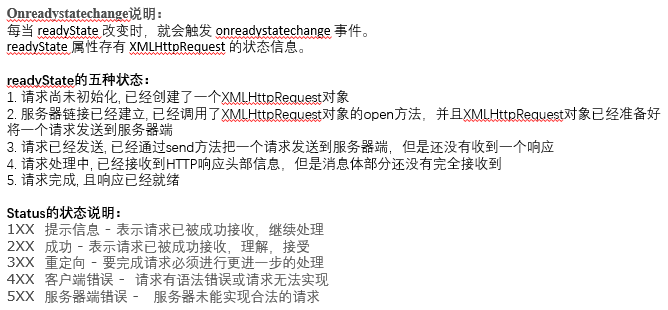 Onreadystatechange说明：
每当 readyState 改变时，就会触发 onreadystatechange 事件。
readyState 属性存有 XMLHttpRequest 的状态信息。
readyState的五种状态：
1. 请求尚未初始化, 已经创建了一个XMLHttpRequest对象
2. 服务器链接已经建立, 已经调用了XMLHttpRequest对象的open方法，并且XMLHttpRequest对象已经准备好
将一个请求发送到服务器端
3. 请求已经发送, 已经通过send方法把一个请求发送到服务器端，但是还没有收到一个响应
4. 请求处理中, 已经接收到HTTP响应头部信息，但是消息体部分还没有完全接收到
5. 请求完成, 且响应已经就绪
Status的状态说明：
1XX 提示信息 - 表示请求已被成功接收，继续处理
2XX 成功 - 表示请求已被成功接收，理解，接受
3XX 重定向 - 要完成请求必须进行更进一步的处理
4XX 客户端错误 - 请求有语法错误或请求无法实现
5XX 服务器端错误 - 服务器未能实现合法的请求